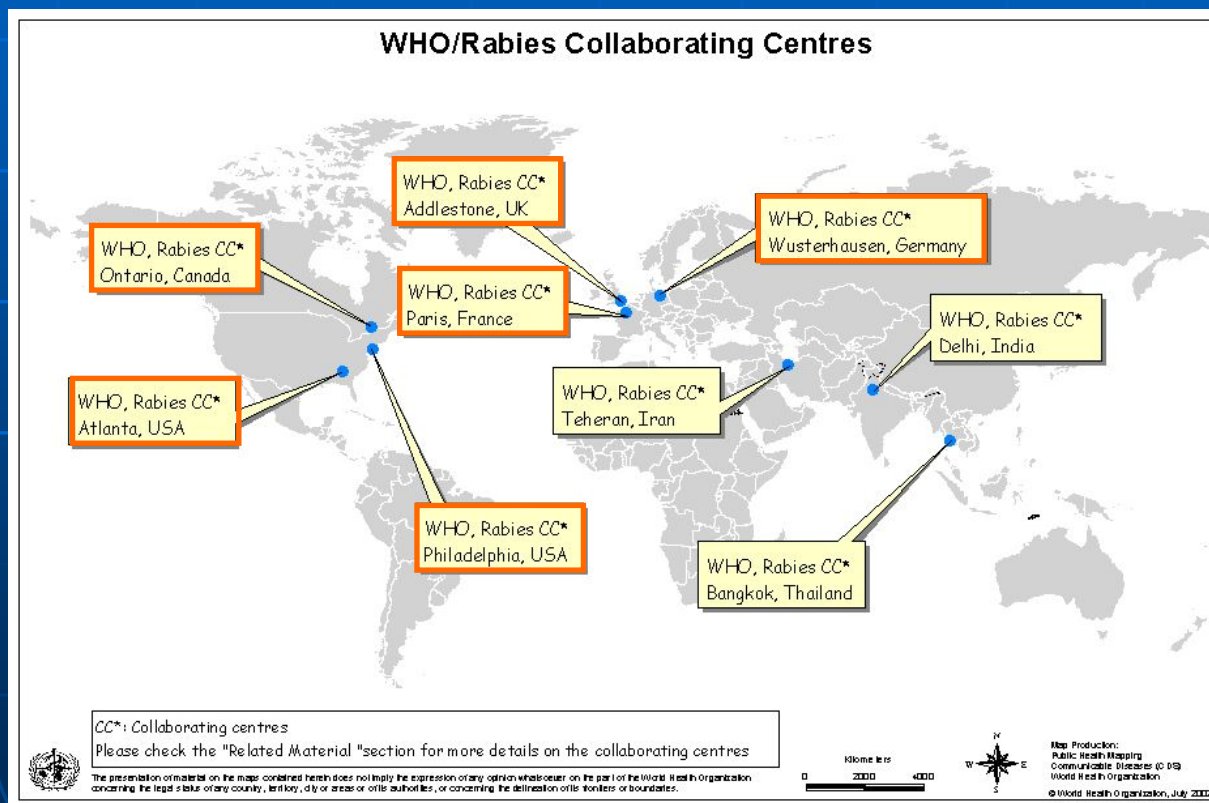 WHO/Rabies Collaborating Centres
WHO, Rabies CC*
Addlestone, UK
WHO, Rabies CC*
Wusterhausen, Germany
WHO, Rabies CC*
Ontario, Canada
WHO, Rabies CC*
Paris, France
WHO, Rabies CC*
Delhi, India
WHO, Rabies CC*
Atlanta, USA
WHO, Rabies CC*
Teheran, Iran
WHO, Rabies CC*
Philadelphia, USA
WHO, Rabies CC*
Bangkok, Thailand
CC*: Collaborating centres
Please check the "Related Material "section for more details on the collaborating centres
The presentation of material on the maps contained herein does not imply the expression of any opinion whatsoever on the part of the World Health Organization
concerning the legal status of any country, territory, city or areas or of its authorities, or concerning the delineation of its frontiers or boundaries.
Kilometers
0 2000 4000
N
W E
S
Map Production:
Public Health Mapping
Communicable Diseases (CDS)
World Health Organization
© World Health Organization, July 2002